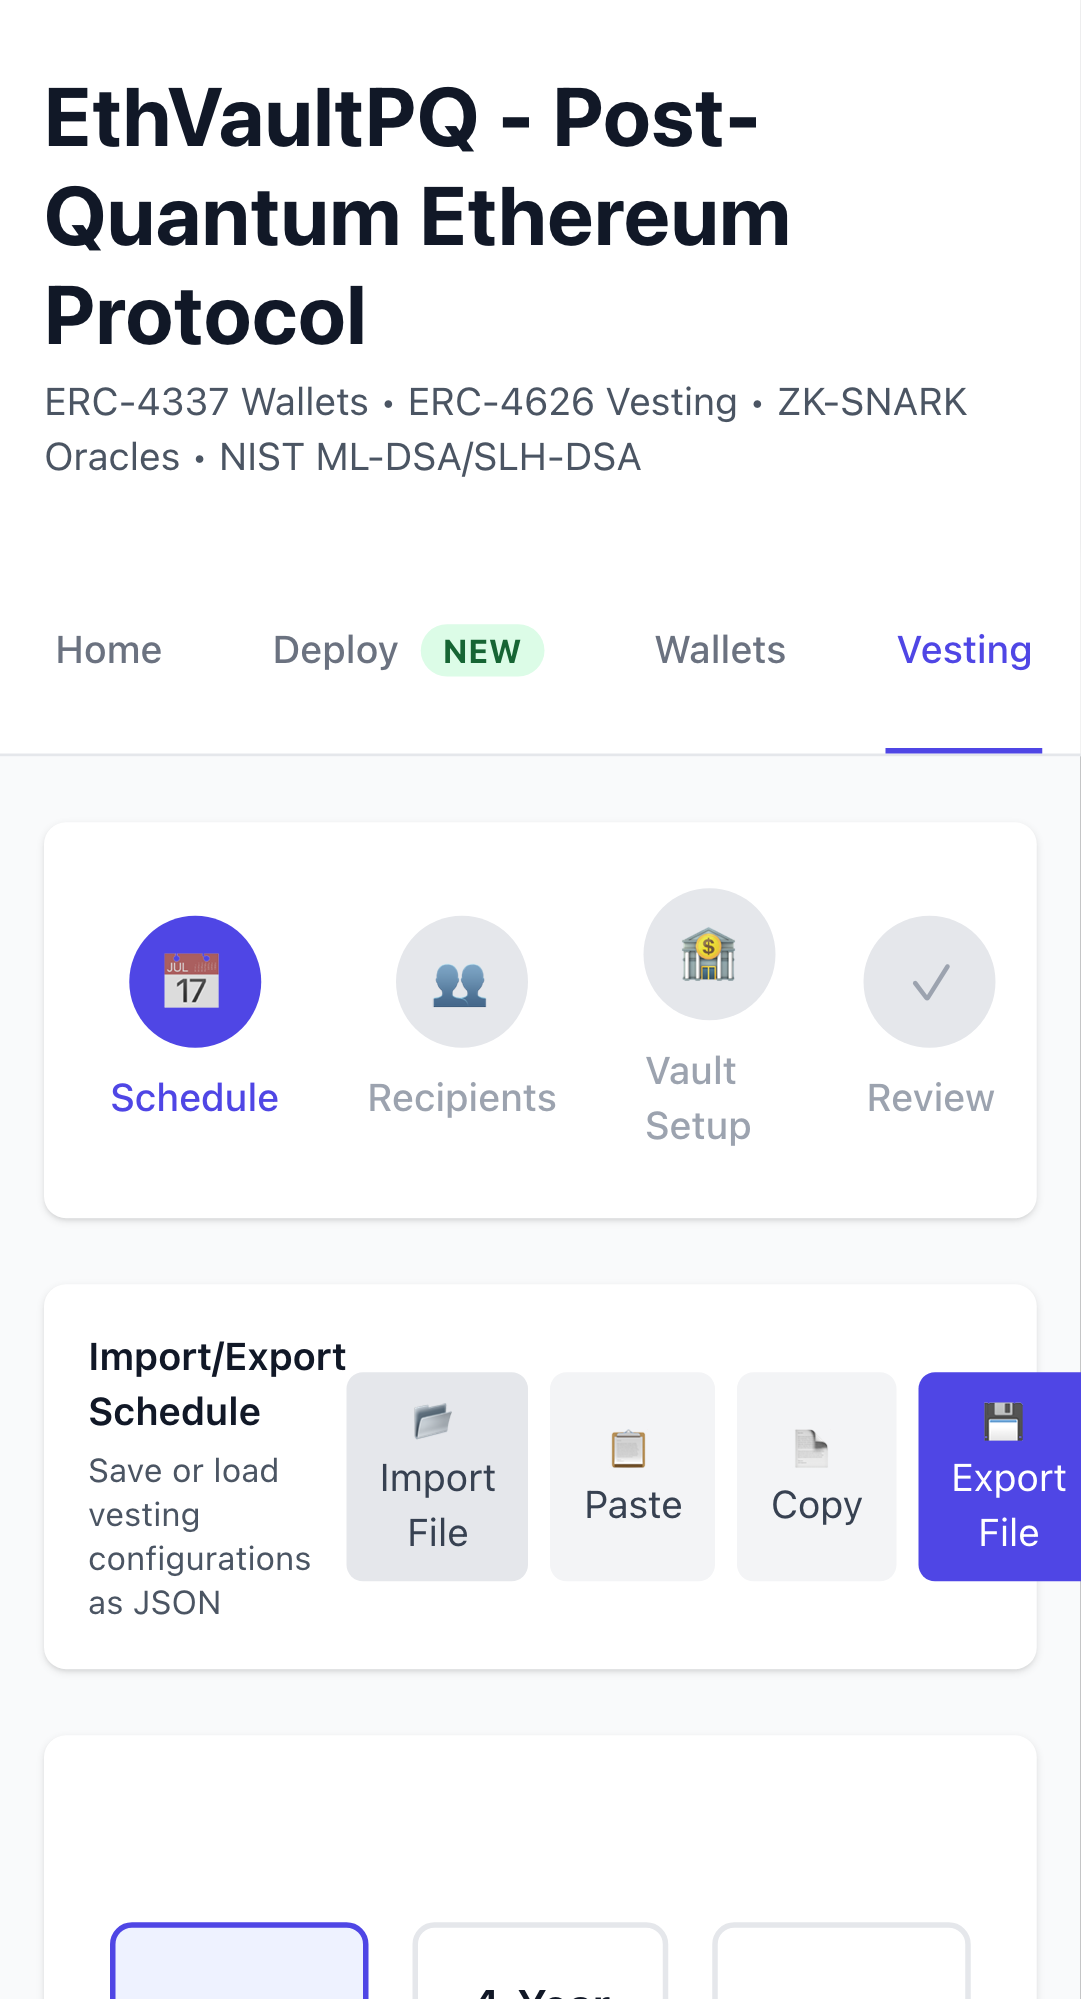 EthVaultPQ - Post-
Quantum Ethereum
Protocol
ERC-4337 Wallets • ERC-4626 Vesting • ZK-SNARK
Oracles • NIST ML-DSA/SLH-DSA
Home Deploy NEW Wallets Vesting
JUL
17
Schedule
Recipients
Vault
Setup
Review
Import/Export
Schedule
Save or load
vesting
configurations
as JSON
Import
File
Paste
Copy
Export
File
4-Year